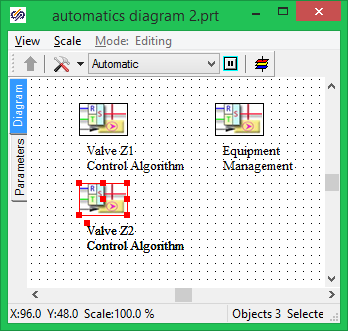 automatics diagram 2.prt
View Scale Mode: Editing
Automatic
Diagram
Parameters
Valve Z1
Control Algorithm
Equipment
Management
Valve Z2
Control Algorithm
X:96.0 Y:48.0 Scale:100.0 % Objects 3 Selecte